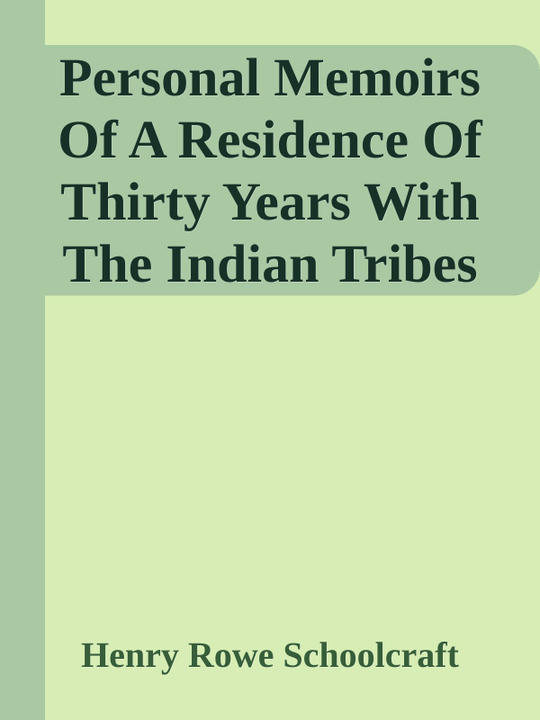 Personal Memoirs
Of A Residence Of
Thirty Years With
The Indian Tribes
Henry Rowe Schoolcraft